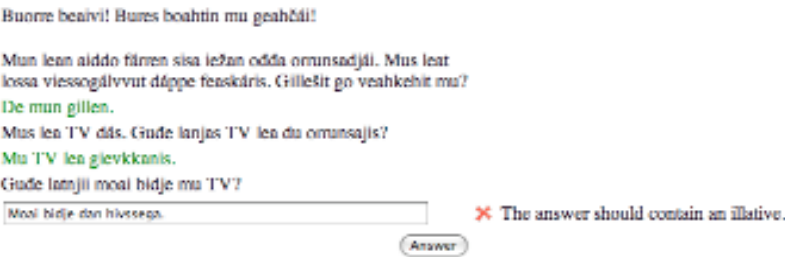 Buorre beaivi! Bures boahtin mu geahčái!
Mun lean aiddo fárren sisa iežan ođđa orrunsadjái. Mus leat
lossa viessogálvvut dáppe feaskáris. Gillešit go veahkehit mu?
De mun gillen.
Mus lea TV dás. Guđe lanjas TV lea du orrunsajis?
Mu TV lea gievkkanis.
Guđe latnjii moai bidje mu TV?
Moai bidje dan hivssega. ✘ The answer should contain an illative.
Answer